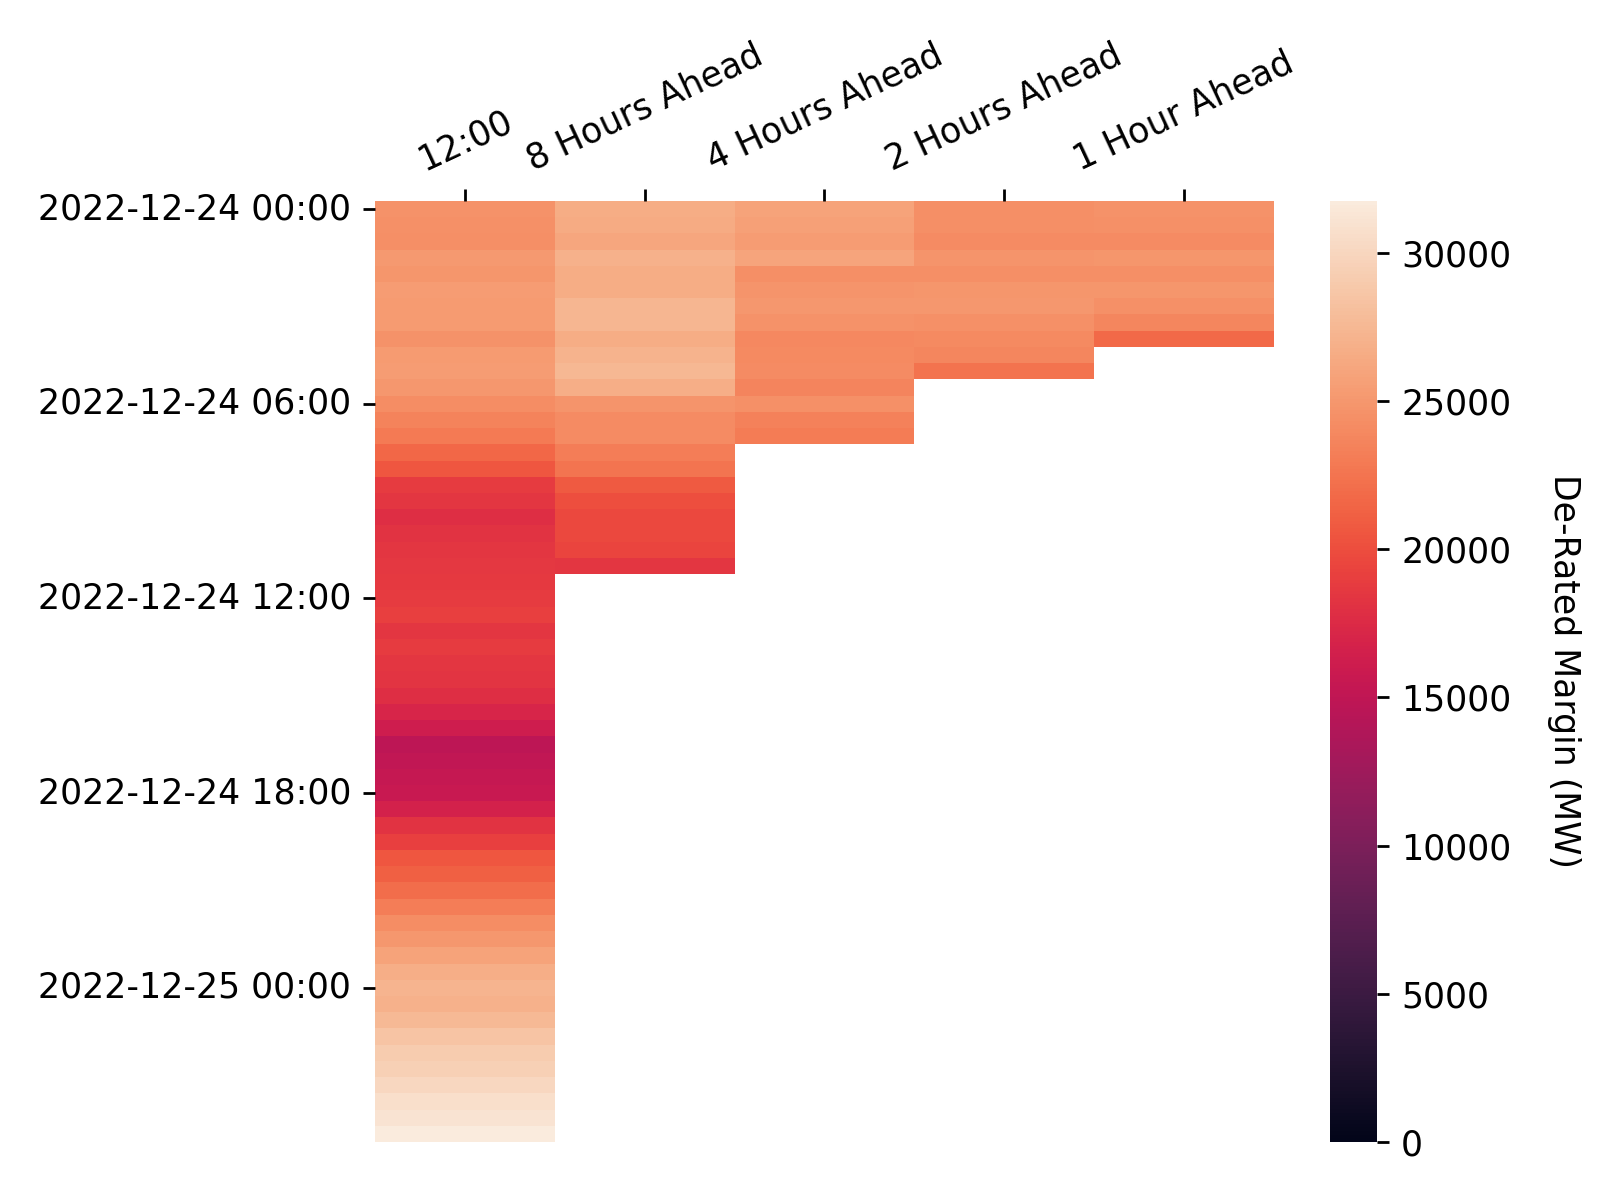 12:00
8 Hours Ahead
4 Hours Ahead
2 Hours Ahead
1 Hour Ahead
2022-12-24 00:00
2022-12-24 06:00
2022-12-24 12:00
2022-12-24 18:00
2022-12-25 00:00
30000
25000
20000
15000
10000
5000
0
De-Rated Margin (MW)